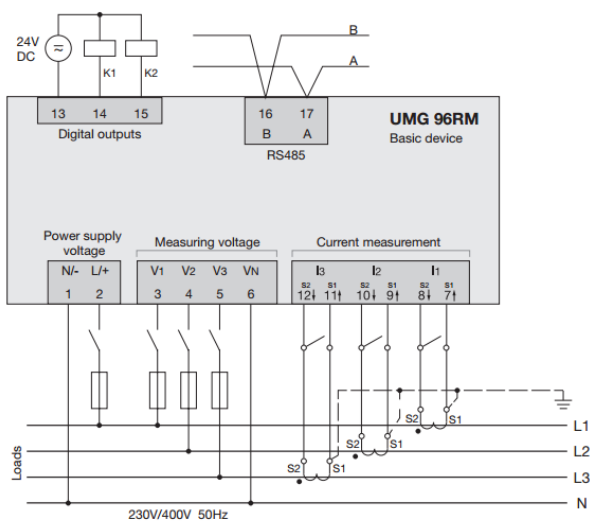 24V
DC
K1
K2
B
A
13 14 15
Digital outputs
16 17
B A
RS485
UMG 96RM
Basic device
Power supply
voltage
Measuring voltage
Current measurement
N/- L/+
V1 V2 V3 VN
I3 I2 I1
S2 S1 S2 S1 S2 S1
1 2 3 4 5 6 12 11 10 9 8 7
S2 S1
L1
S2 S1
L2
S2 S1
L3
N
Loads
230V/400V 50Hz